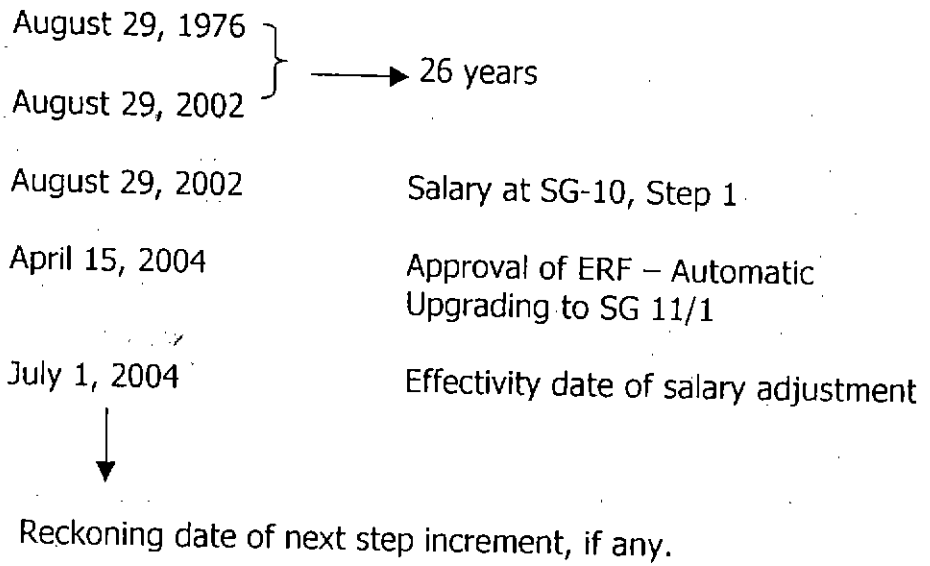 August 29, 1976
26 years
August 29, 2002
August 29, 2002 Salary at SG-10, Step 1
April 15, 2004 Approval of ERF – Automatic
Upgrading to SG 11/1
July 1, 2004 Effectivity date of salary adjustment
Reckoning date of next step increment, if any.